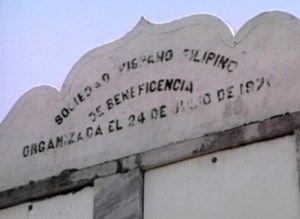 SOCIEDAD HISPANO FILIPINO
DE BENEFICENCIA
ORGANIZADA EL 24 DE JULIO DE